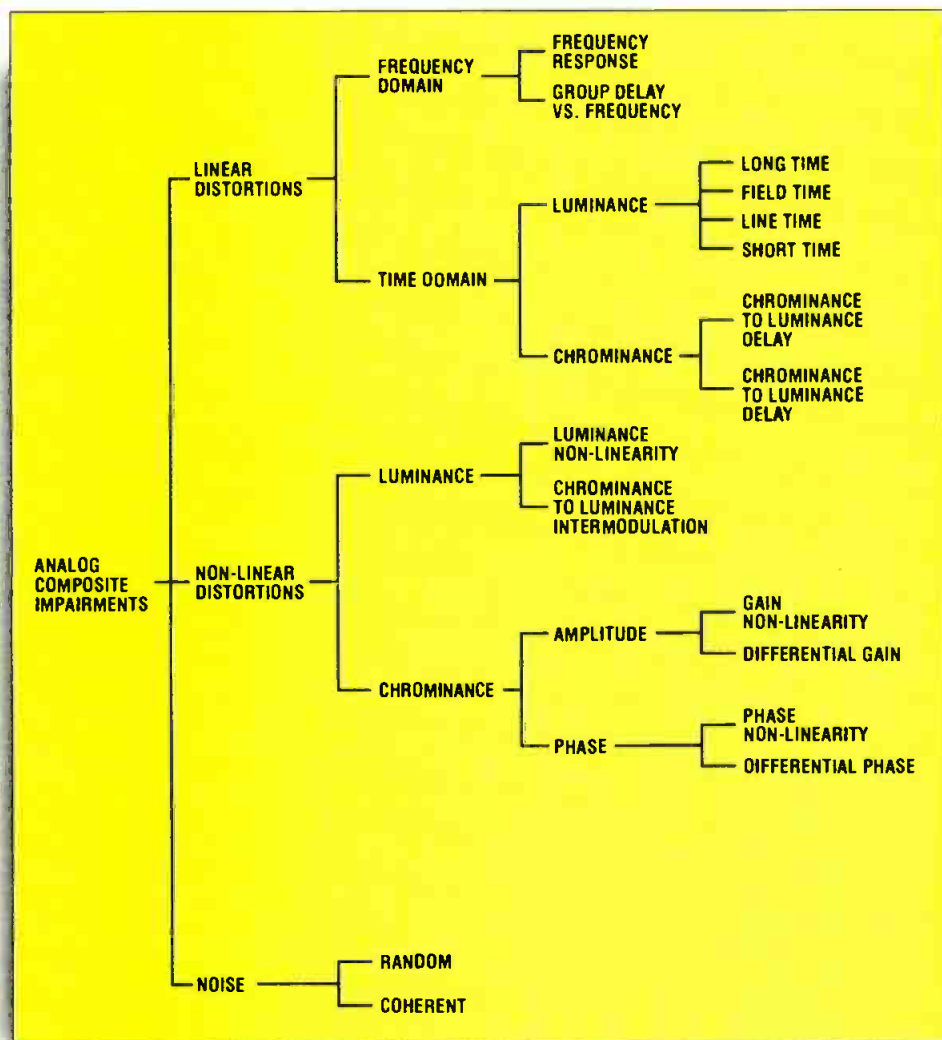 FREQUENCY
RESPONSE
FREQUENCY
DOMAIN
GROUP DELAY
VS. FREQUENCY
LINEAR
DISTORTIONS
LONG TIME
FIELD TIME
LUMINANCE
LINE TIME
SHORT TIME
TIME DOMAIN
CHROMINANCE
TO LUMINANCE
DELAY
CHROMINANCE
CHROMINANCE
TO LUMINANCE
DELAY
LUMINANCE
NON-LINEARITY
LUMINANCE
CHROMINANCE
TO LUMINANCE
INTERMODULATION
ANALOG
COMPOSITE
IMPAIRMENTS
NON-LINEAR
DISTORTIONS
GAIN
NON-LINEARITY
AMPLITUDE
DIFFERENTIAL GAIN
CHROMINANCE
PHASE
NON-LINEARITY
PHASE
DIFFERENTIAL PHASE
RANDOM
NOISE
COHERENT